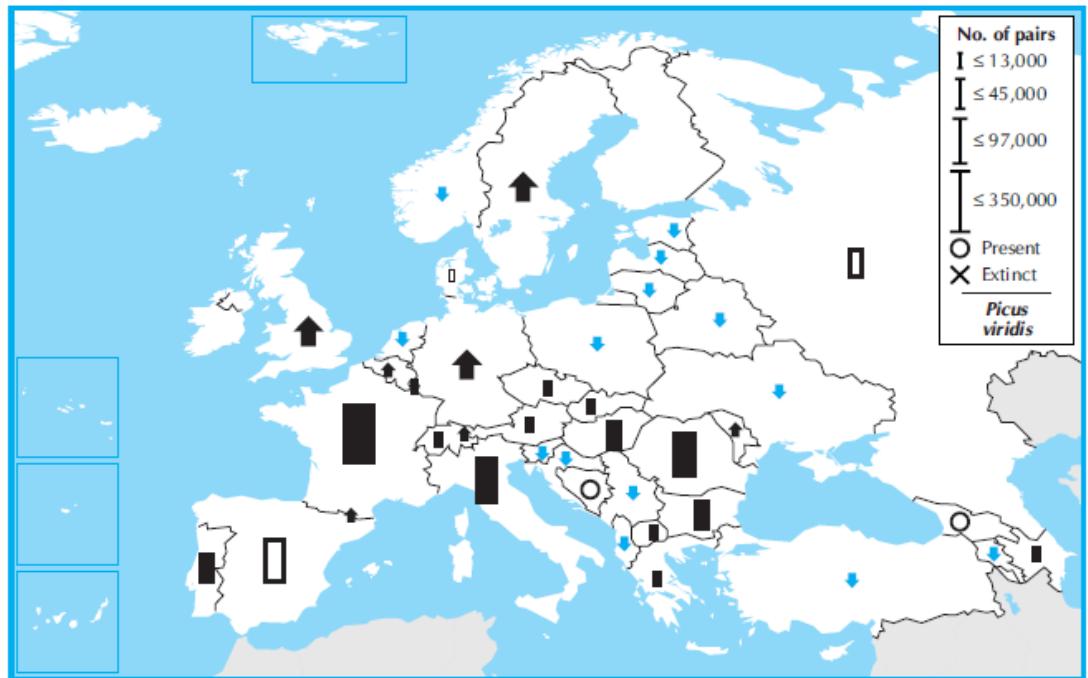 No. of pairs
≤ 13,000
≤ 45,000
≤ 97,000
≤ 350,000
Present
Extinct
Picus
viridis